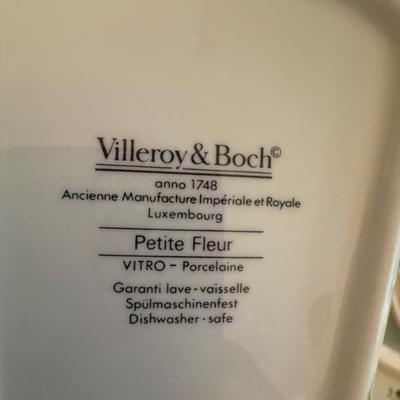 Villeroy & Boch©
anno 1748
Ancienne Manufacture Impériale et Royale
Luxembourg
Petite Fleur
VITRO - Porcelaine
Garanti lave-vaisselle
Spülmaschinenfest
Dishwasher-safe